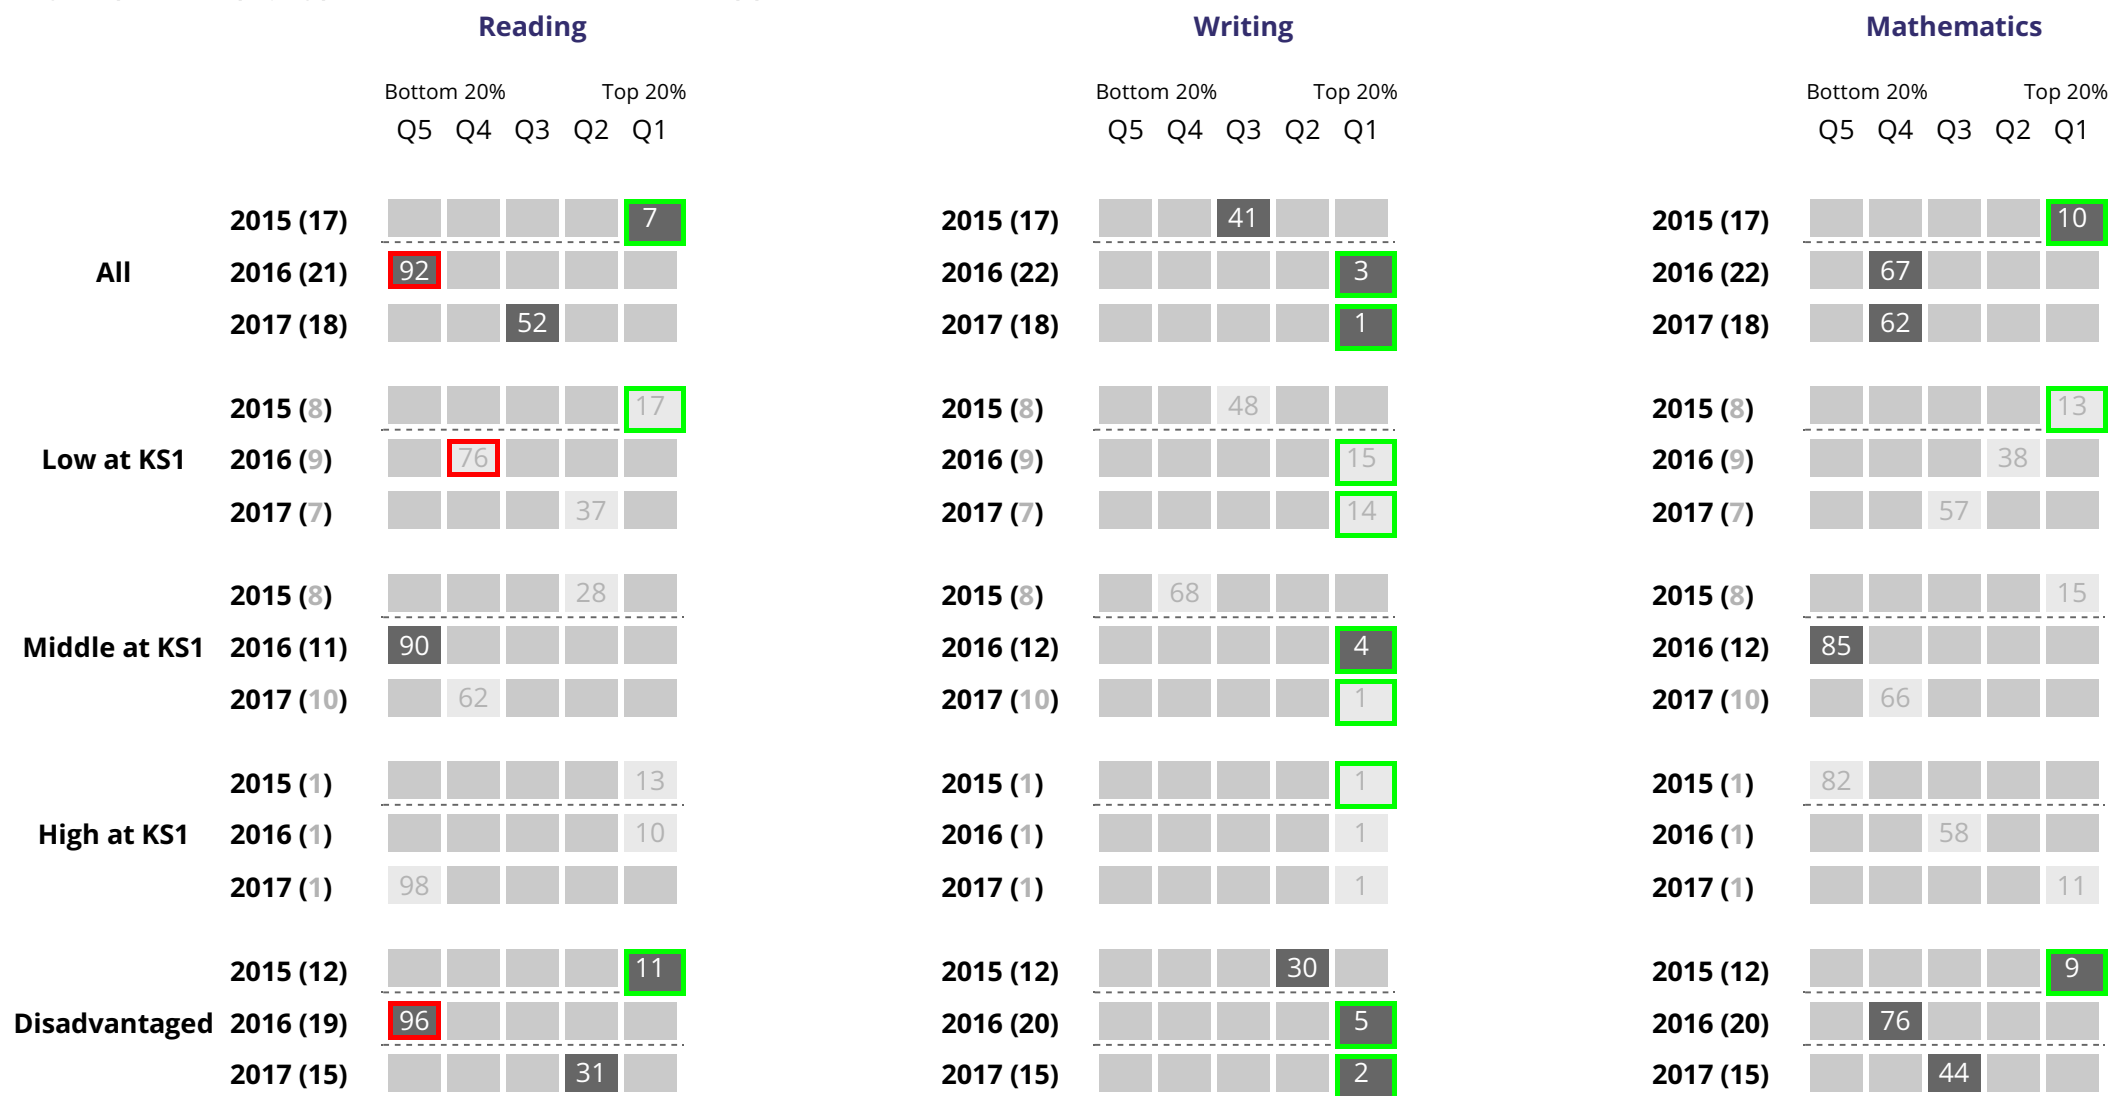 Reading Writing Mathematics
Bottom 20% Top 20% Bottom 20% Top 20% Bottom 20% Top 20%
Q5 Q4 Q3 Q2 Q1 Q5 Q4 Q3 Q2 Q1 Q5 Q4 Q3 Q2 Q1
2015 (17) 7 2015 (17) 41 2015 (17) 10
All 2016 (21) 92 2016 (22) 3 2016 (22) 67
2017 (18) 52 2017 (18) 1 2017 (18) 62
2015 (8) 17 2015 (8) 48 2015 (8) 13
Low at KS1 2016 (9) 76 2016 (9) 15 2016 (9) 38
2017 (7) 37 2017 (7) 14 2017 (7) 57
2015 (8) 28 2015 (8) 68 2015 (8) 15
Middle at KS1 2016 (11) 90 2016 (12) 4 2016 (12) 85
2017 (10) 62 2017 (10) 1 2017 (10) 66
2015 (1) 13 2015 (1) 1 2015 (1) 82
High at KS1 2016 (1) 10 2016 (1) 1 2016 (1) 58
2017 (1) 98 2017 (1) 1 2017 (1) 11
2015 (12) 11 2015 (12) 30 2015 (12) 9
Disadvantaged 2016 (19) 96 2016 (20) 5 2016 (20) 76
2017 (15) 31 2017 (15) 2 2017 (15) 44